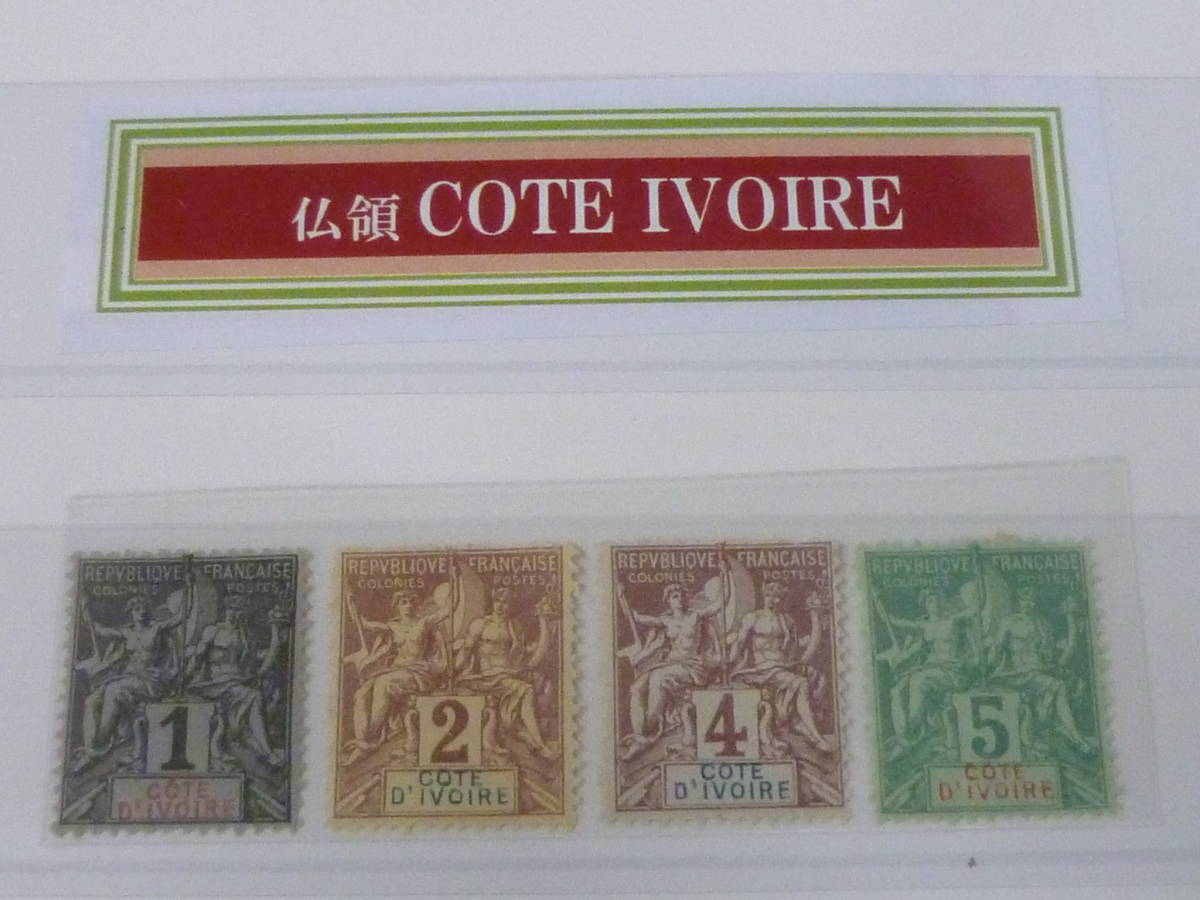 仏領 COTE IVOIRE
REPVBLIQVE FRANÇAISE
COLONIES POSTES
1
COTE
D'IVOIRE
REPVBLIQVE FRANÇAISE
COLONIES POSTES
2
COTE
D'IVOIRE
REPVBLIQVE FRANÇAISE
COLONIES POSTES
4
COTE
D'IVOIRE
REPVBLIQVE FRANÇAISE
COLONIES POSTES
5
COTE
D'IVOIRE